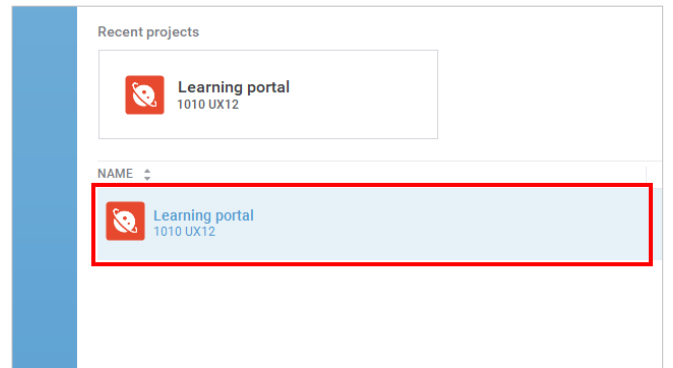 Recent projects
Learning portal
1010 UX12
NAME
Learning portal
1010 UX12